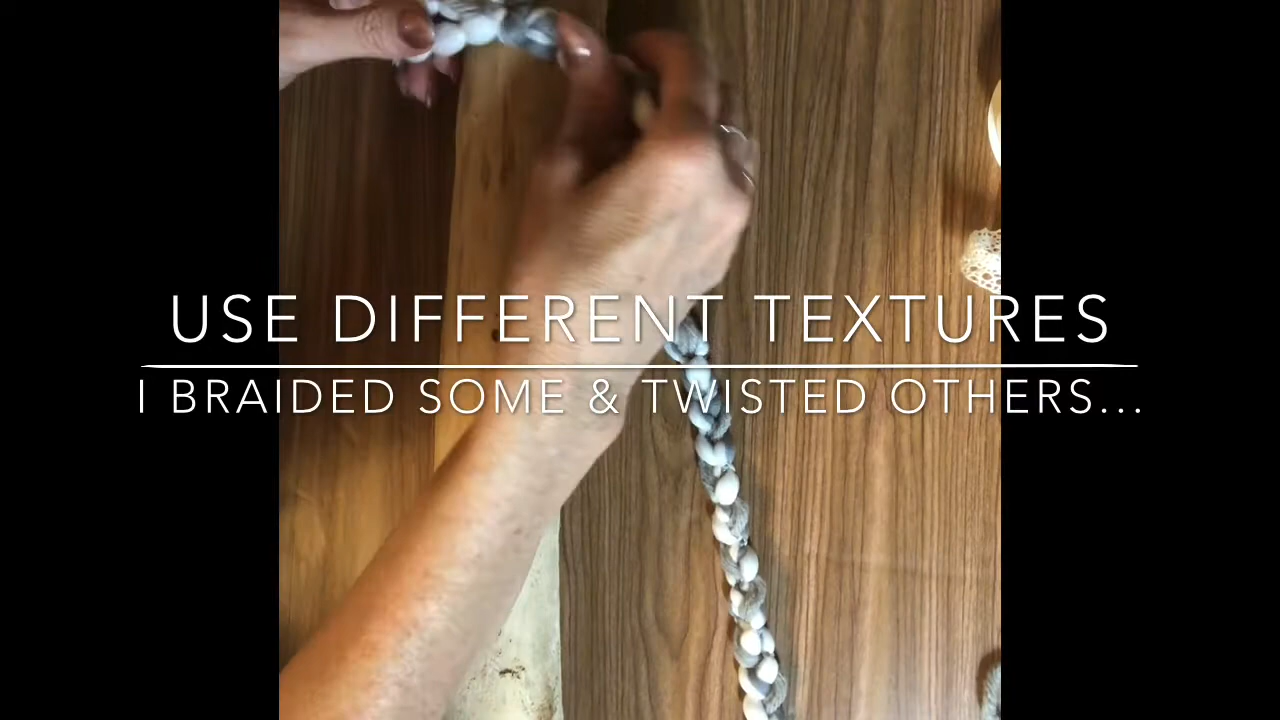 USE DIFFERENT TEXTURES
I BRAIDED SOME & TWISTED OTHERS...